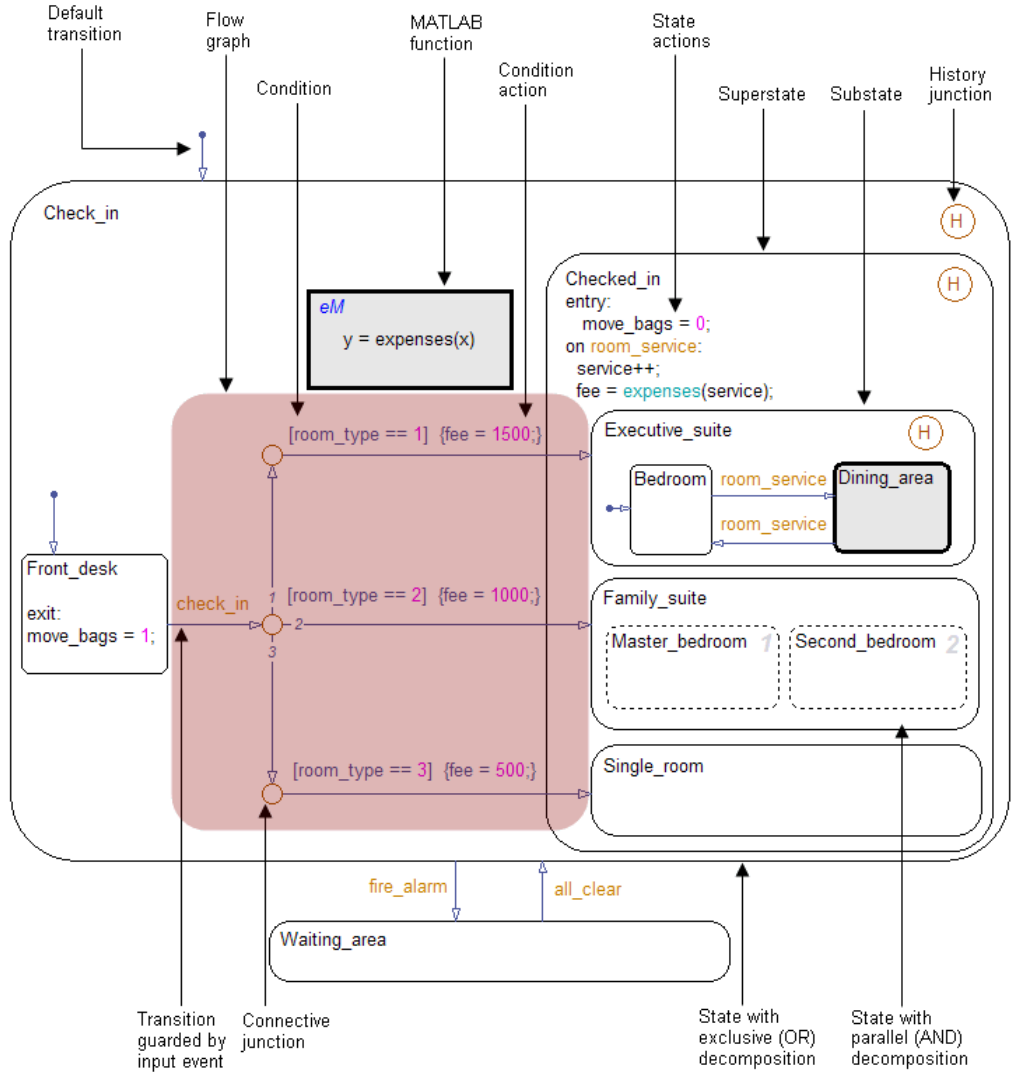 Default
transition
Flow
graph
MATLAB
function
State
actions
Condition
Condition
action
Superstate
Substate
History
junction
Check_in
H
eM
y = expenses(x)
Checked_in
H
entry:
move_bags = 0;
on room_service:
service++;
fee = expenses(service);
[room_type == 1] {fee = 1500;}
Executive_suite
H
Bedroom
room_service
Dining_area
room_service
Front_desk
exit:
move_bags = 1;
check_in
1
2
3
[room_type == 2] {fee = 1000;}
Family_suite
Master_bedroom 1
Second_bedroom 2
[room_type == 3] {fee = 500;}
Single_room
fire_alarm
all_clear
Waiting_area
Transition
guarded by
input event
Connective
junction
State with
exclusive (OR)
decomposition
State with
parallel (AND)
decomposition